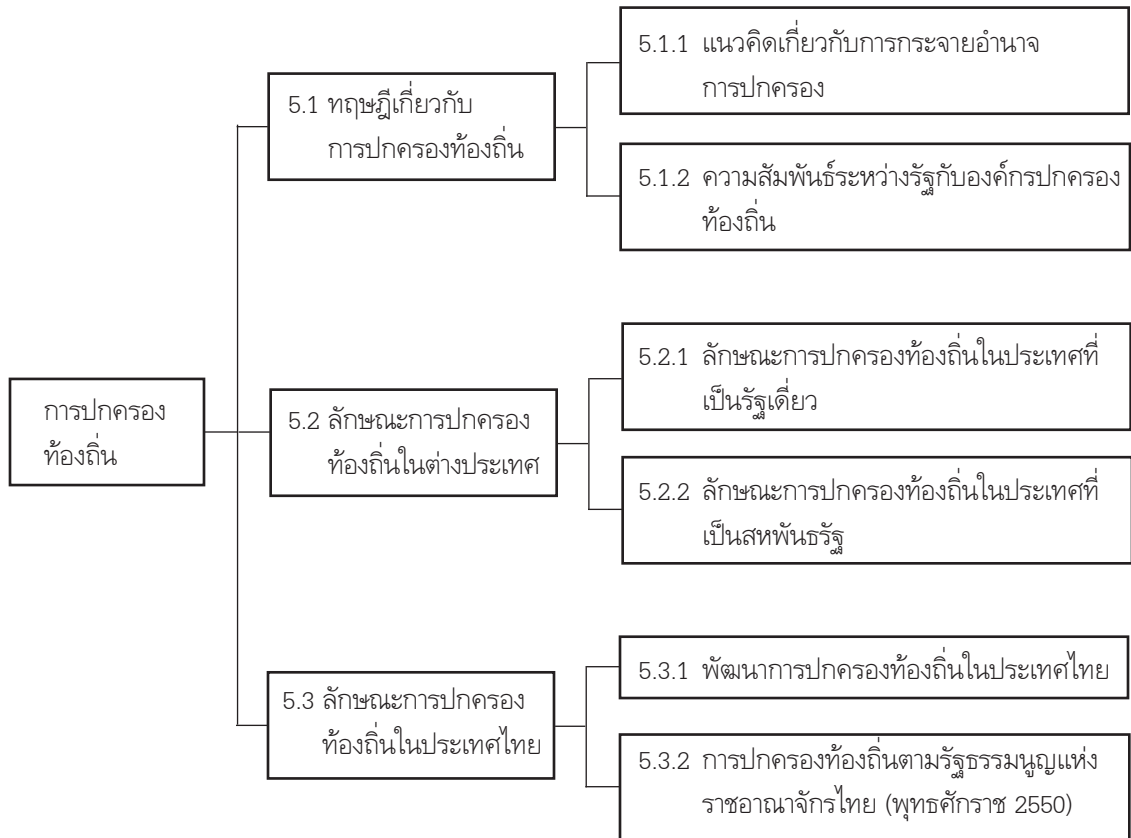 การปกครอง
ท้องถิ่น
5.1 ทฤษฎีเกี่ยวกับ
การปกครองท้องถิ่น
5.1.1 แนวคิดเกี่ยวกับการกระจายอำนาจ
การปกครอง
5.1.2 ความสัมพันธ์ระหว่างรัฐกับองค์กรปกครอง
ท้องถิ่น
5.2 ลักษณะการปกครอง
ท้องถิ่นในต่างประเทศ
5.2.1 ลักษณะการปกครองท้องถิ่นในประเทศที่
เป็นรัฐเดี่ยว
5.2.2 ลักษณะการปกครองท้องถิ่นในประเทศที่
เป็นสหพันธรัฐ
5.3 ลักษณะการปกครอง
ท้องถิ่นในประเทศไทย
5.3.1 พัฒนาการปกครองท้องถิ่นในประเทศไทย
5.3.2 การปกครองท้องถิ่นตามรัฐธรรมนูญแห่ง
ราชอาณาจักรไทย (พุทธศักราช 2550)